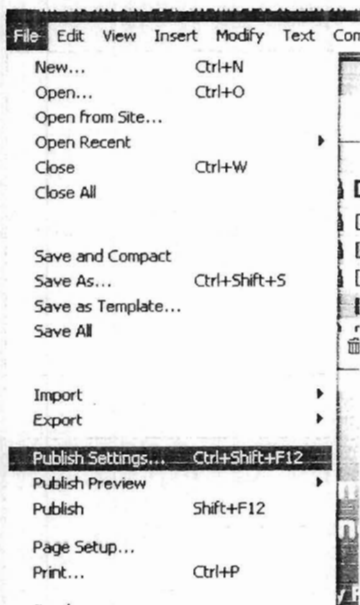 File Edit View Insert Modify Text Com
New... Ctrl+N
Open... Ctrl+O
Open from Site...
Open Recent
Close Ctrl+W
Close All
Save and Compact
Save As... Ctrl+Shift+S
Save as Template...
Save All
Import
Export
Publish Settings... Ctrl+Shift+F12
Publish Preview
Publish Shift+F12
Page Setup...
Print... Ctrl+P